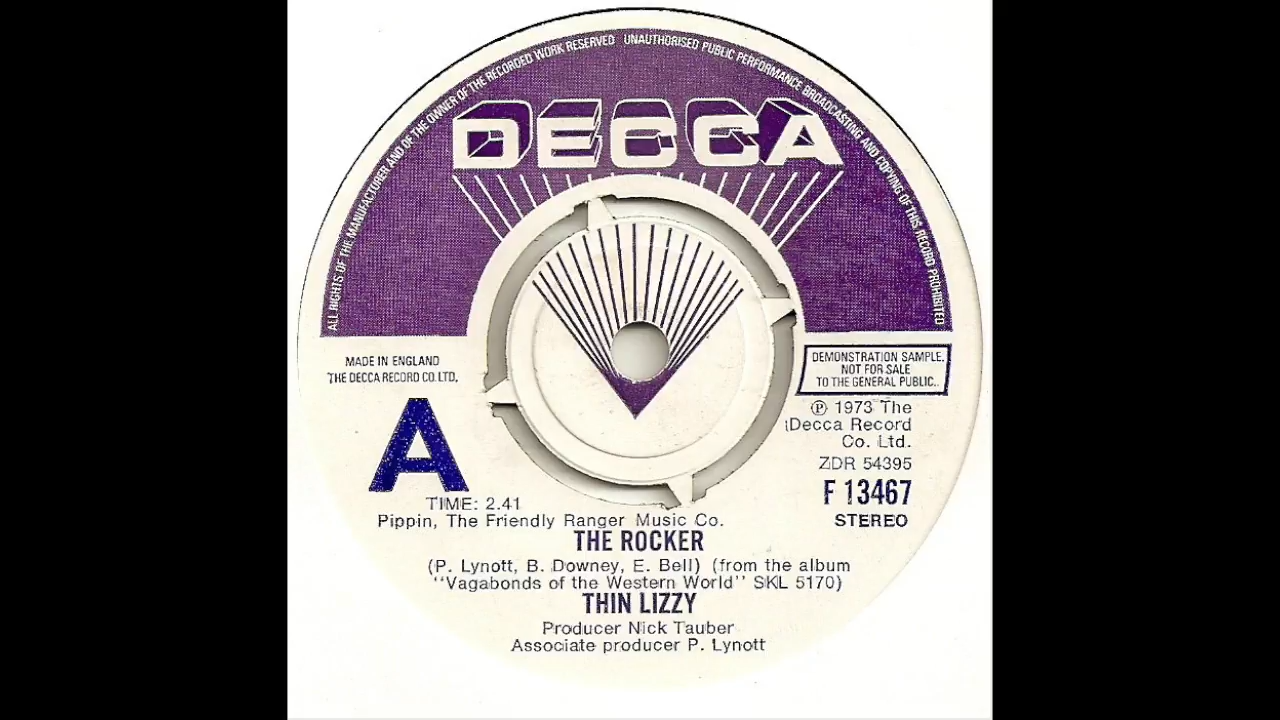 ALL RIGHTS OF THE MANUFACTURER AND OF THE OWNER OF THE RECORDED WORK RESERVED UNAUTHORISED PUBLIC PERFORMANCE BROADCASTING AND COPYING OF THIS RECORD PROHIBITED
DECCA
MADE IN ENGLAND
THE DECCA RECORD CO. LTD.
DEMONSTRATION SAMPLE.
NOT FOR SALE
TO THE GENERAL PUBLIC..
A
℗ 1973 The
Decca Record
Co. Ltd.
ZDR 54395
F 13467
STEREO
TIME: 2.41
Pippin, The Friendly Ranger Music Co.
THE ROCKER
(P. Lynott, B. Downey, E. Bell) (from the album
"Vagabonds of the Western World" SKL 5170)
THIN LIZZY
Producer Nick Tauber
Associate producer P. Lynott